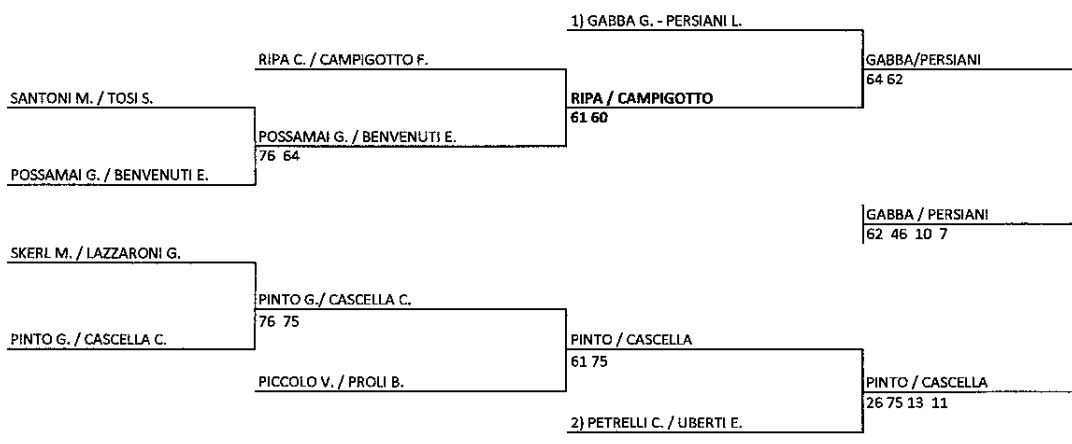 1) GABBA G. - PERSIANI L.
RIPA C. / CAMPIGOTTO F.
GABBA/PERSIANI
64 62
SANTONI M. / TOSI S.
RIPA / CAMPIGOTTO
61 60
POSSAMAI G. / BENVENUTI E.
76 64
POSSAMAI G. / BENVENUTI E.
GABBA / PERSIANI
62 46 10 7
SKERL M. / LAZZARONI G.
PINTO G./ CASCELLA C.
76 75
PINTO G. / CASCELLA C.
PINTO / CASCELLA
61 75
PICCOLO V. / PROLI B.
PINTO / CASCELLA
26 75 13 11
2) PETRELLI C. / UBERTI E.